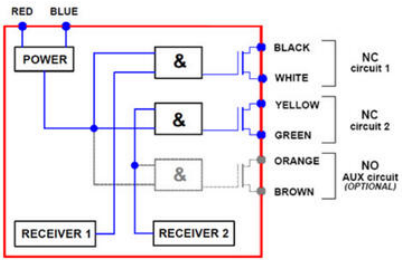 RED BLUE
POWER
&
BLACK
WHITE
NC
circuit 1
&
YELLOW
GREEN
NC
circuit 2
&
ORANGE
BROWN
NO
AUX circuit
(OPTIONAL)
RECEIVER 1
RECEIVER 2